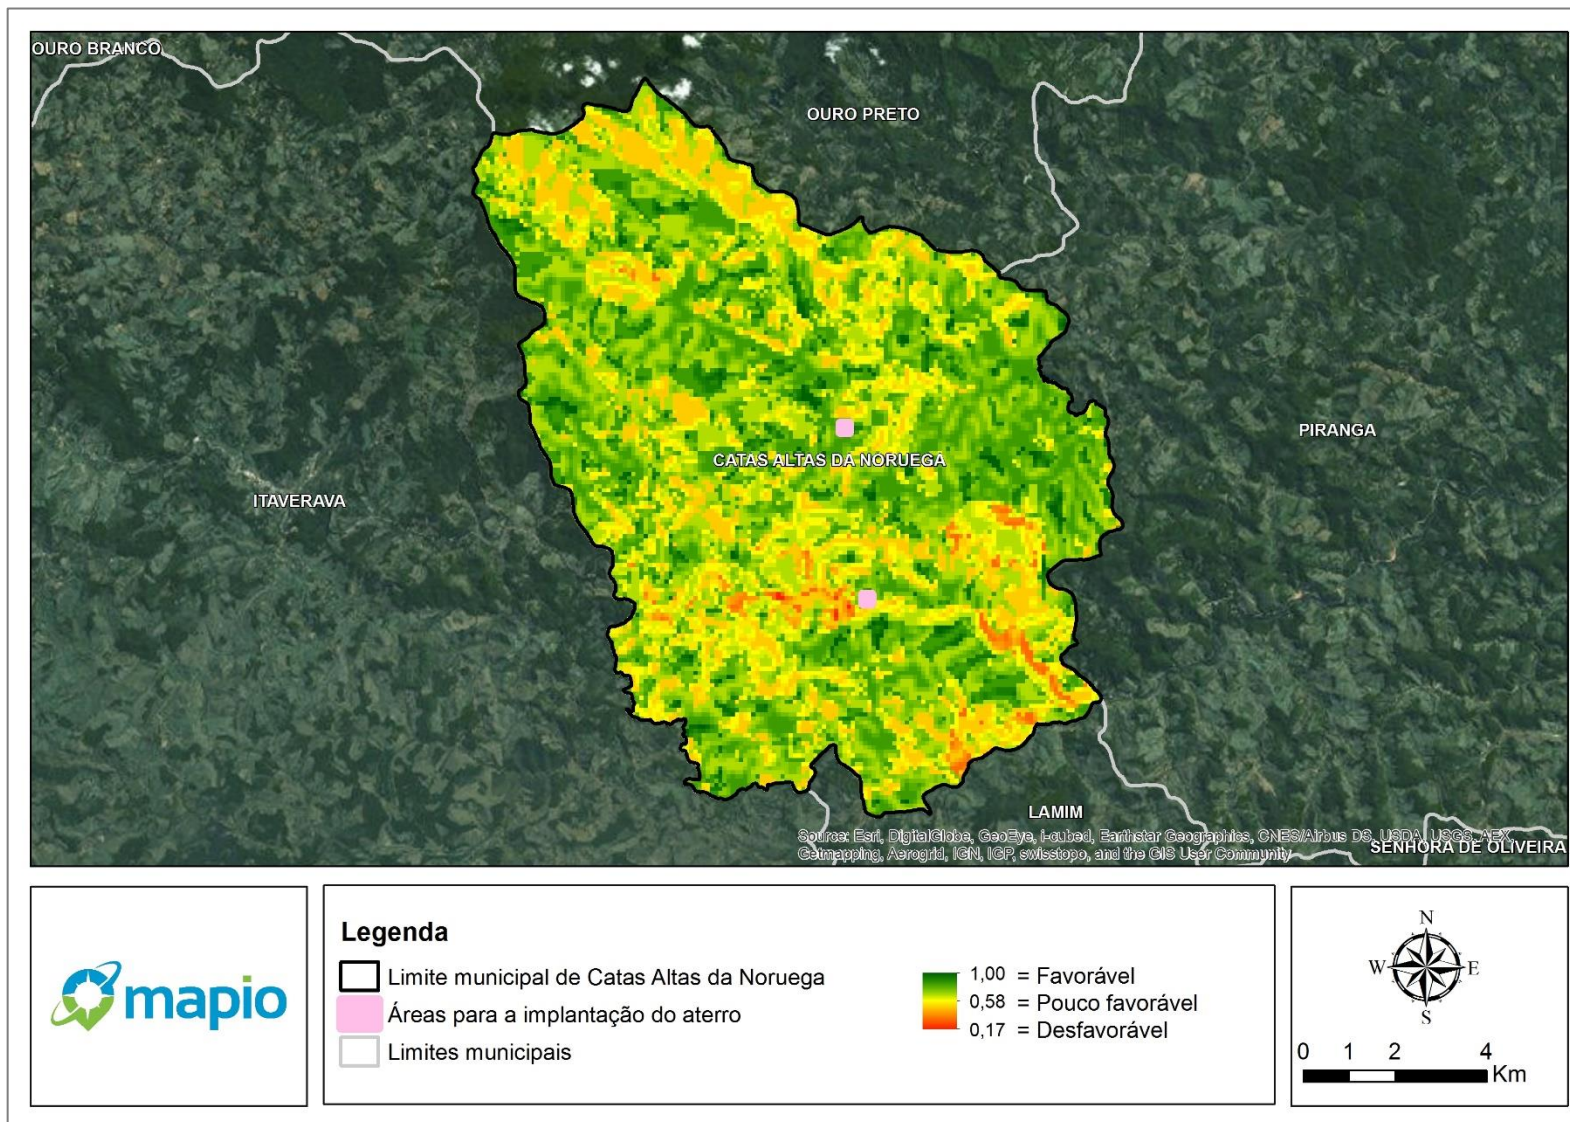 OURO BRANCO
OURO PRETO
PIRANGA
CATAS ALTAS DA NORUEGA
ITAVERAVA
LAMIM
Source: Esri, DigitalGlobe, GeoEye, i-cubed, Earthstar Geographics, CNES/Airbus DS, USDA, USGS, AEX,
Getmapping, Aerogrid, IGN, IGP, swisstopo, and the GIS User Community
SENHORA DE OLIVEIRA
mapio
Legenda
Limite municipal de Catas Altas da Noruega
Áreas para a implantação do aterro
Limites municipais
1,00 = Favorável
0,58 = Pouco favorável
0,17 = Desfavorável
N
W E
S
0 1 2 4
Km